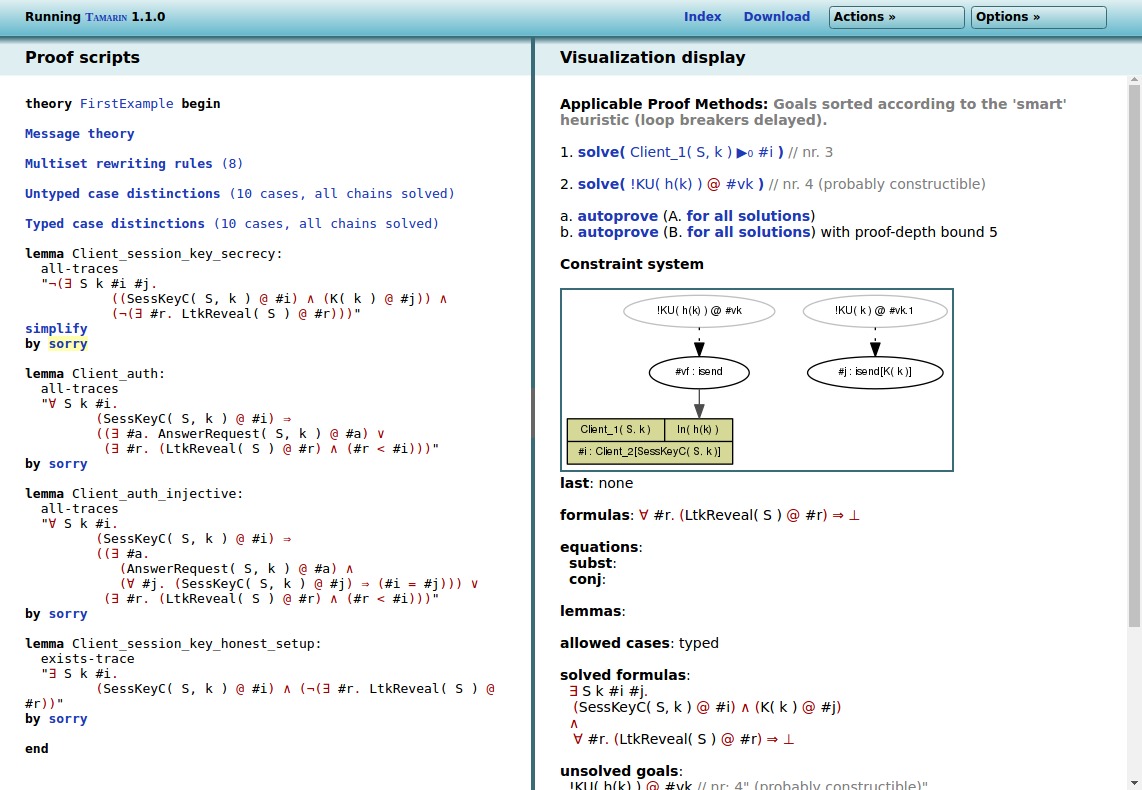 Running Tamarin 1.1.0
Index
Download
Actions »
Options »
Proof scripts
theory FirstExample begin
Message theory
Multiset rewriting rules (8)
Untyped case distinctions (10 cases, all chains solved)
Typed case distinctions (10 cases, all chains solved)
lemma Client_session_key_secrecy:
all-traces
"¬(∃ S k #i #j.
((SessKeyC( S, k ) @ #i) ∧ (K( k ) @ #j)) ∧
(¬(∃ #r. LtkReveal( S ) @ #r)))"
simplify
by sorry
lemma Client_auth:
all-traces
"∀ S k #i.
(SessKeyC( S, k ) @ #i) ⇒
((∃ #a. AnswerRequest( S, k ) @ #a) ∨
(∃ #r. (LtkReveal( S ) @ #r) ∧ (#r < #i)))"
by sorry
lemma Client_auth_injective:
all-traces
"∀ S k #i.
(SessKeyC( S, k ) @ #i) ⇒
((∃ #a.
(AnswerRequest( S, k ) @ #a) ∧
(∀ #j. (SessKeyC( S, k ) @ #j) ⇒ (#i = #j))) ∨
(∃ #r. (LtkReveal( S ) @ #r) ∧ (#r < #i)))"
by sorry
lemma Client_session_key_honest_setup:
exists-trace
"∃ S k #i.
(SessKeyC( S, k ) @ #i) ∧ (¬(∃ #r. LtkReveal( S ) @
#r))"
by sorry
end
Visualization display
Applicable Proof Methods: Goals sorted according to the 'smart'
heuristic (loop breakers delayed).
1. solve( Client_1( S, k ) ▶₀ #i ) // nr. 3
2. solve( !KU( h(k) ) @ #vk ) // nr. 4 (probably constructible)
a. autoprove (A. for all solutions)
b. autoprove (B. for all solutions) with proof-depth bound 5
Constraint system
!KU( h(k) ) @ #vk
!KU( k ) @ #vk.1
#vf : isend
#j : isend[K( k )]
Client_1( S, k )
In( h(k) )
#i : Client_2[SessKeyC( S, k )]
last: none
formulas: ∀ #r. (LtkReveal( S ) @ #r) ⇒ ⊥
equations:
subst:
conj:
lemmas:
allowed cases: typed
solved formulas:
∃ S k #i #j.
(SessKeyC( S, k ) @ #i) ∧ (K( k ) @ #j)
∧
∀ #r. (LtkReveal( S ) @ #r) ⇒ ⊥
unsolved goals:
!KU( h(k) ) @ #vk // nr: 4" (probably constructible)"